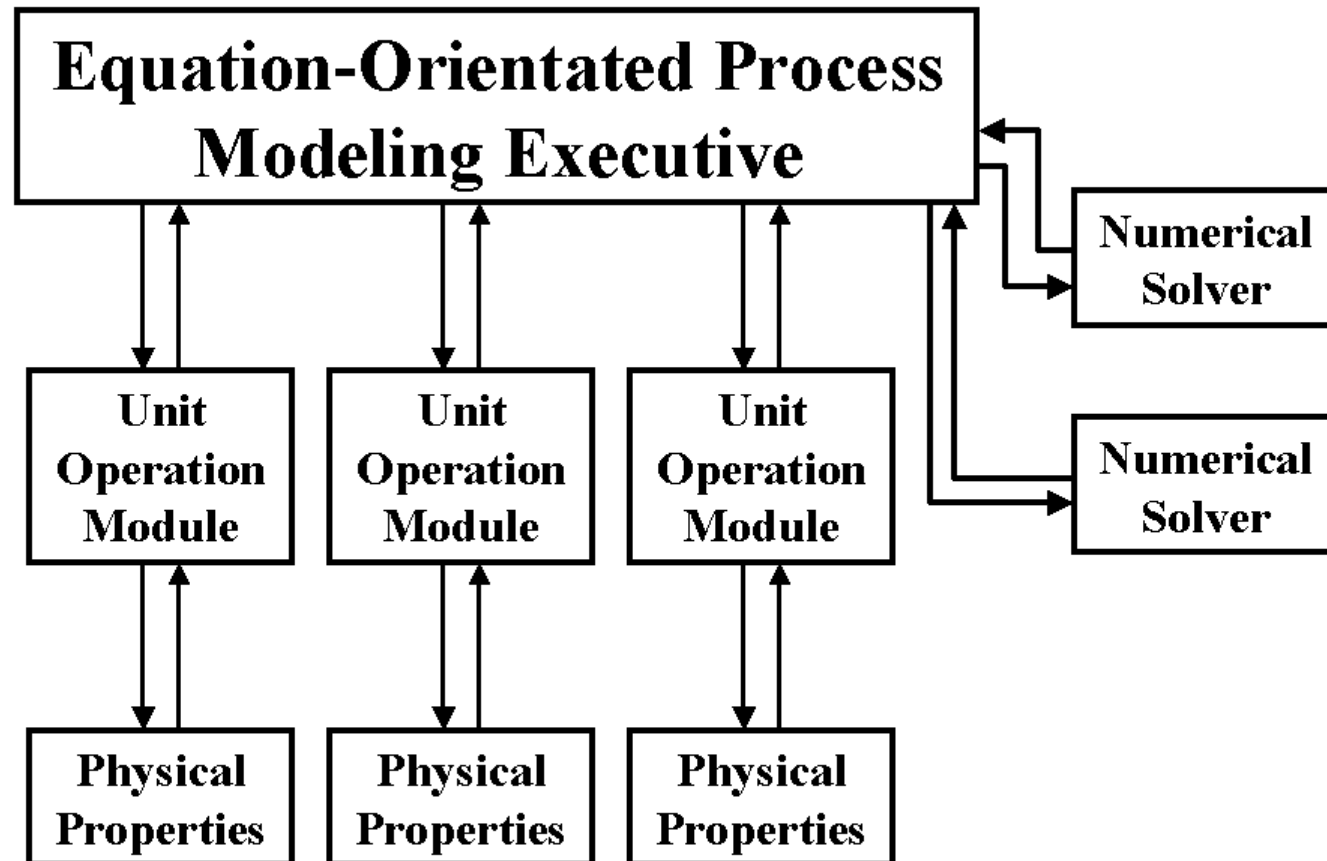 Equation-Orientated Process
Modeling Executive
Numerical
Solver
Unit
Operation
Module
Unit
Operation
Module
Unit
Operation
Module
Numerical
Solver
Physical
Properties
Physical
Properties
Physical
Properties